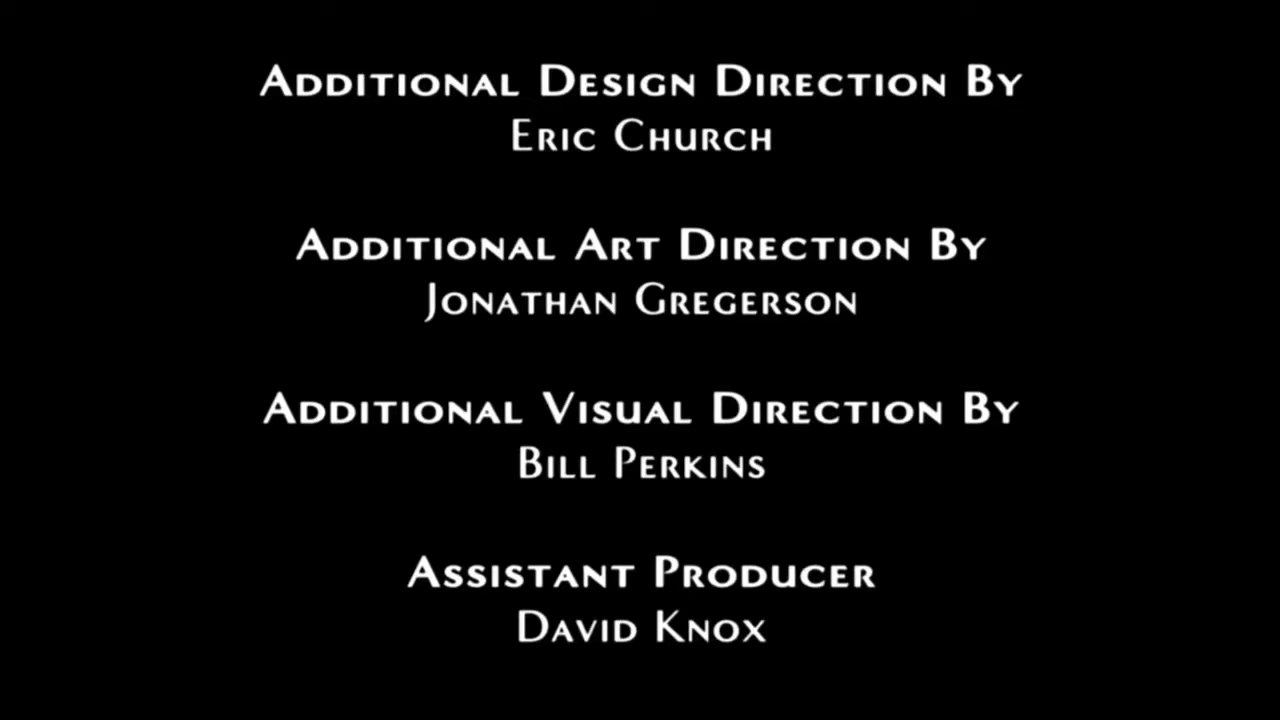 Additional Design Direction By
Eric Church
Additional Art Direction By
Jonathan Gregerson
Additional Visual Direction By
Bill Perkins
Assistant Producer
David Knox